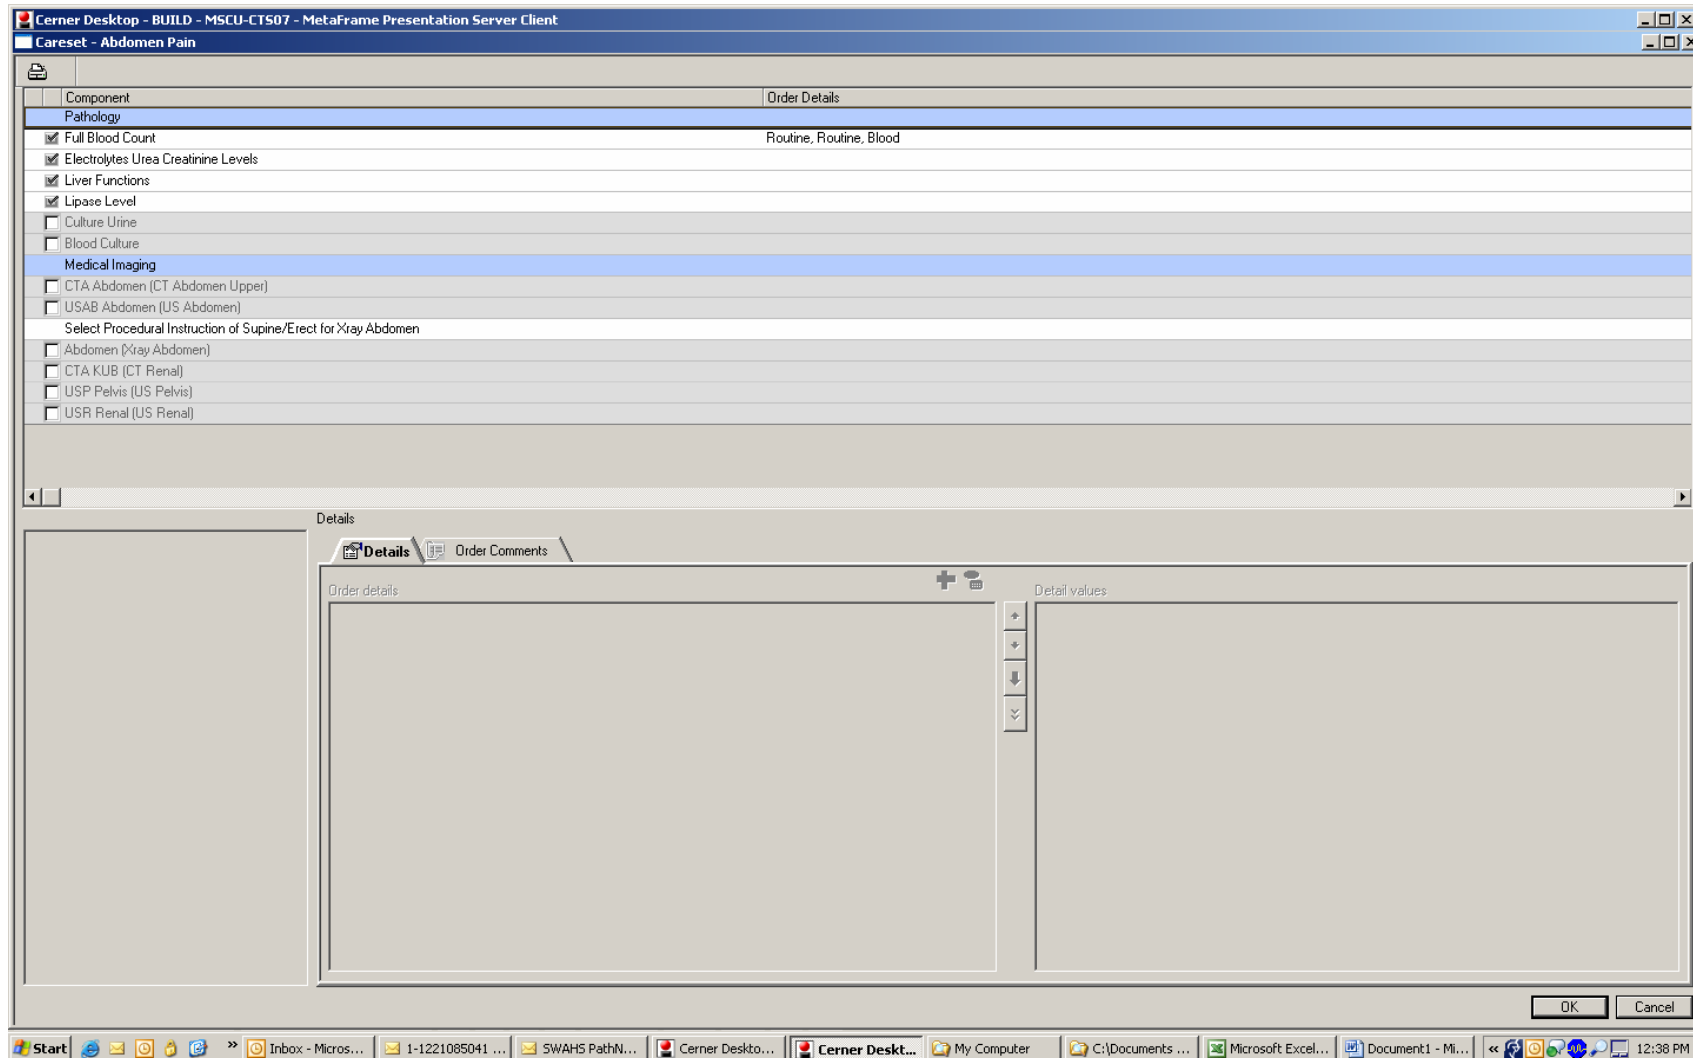 Cerner Desktop - BUILD - MSCU-CTS07 - MetaFrame Presentation Server Client
Careset - Abdomen Pain
Component Order Details
Pathology
Full Blood Count Routine, Routine, Blood
Electrolytes Urea Creatinine Levels
Liver Functions
Lipase Level
Culture Urine
Blood Culture
Medical Imaging
CTA Abdomen (CT Abdomen Upper)
USAB Abdomen (US Abdomen)
Select Procedural Instruction of Supine/Erect for Xray Abdomen
Abdomen (Xray Abdomen)
CTA KUB (CT Renal)
USP Pelvis (US Pelvis)
USR Renal (US Renal)
Details
Details Order Comments
Order details Detail values
OK Cancel
Start » Inbox - Micros... 1-1221085041 ... SWAHS PathN... Cerner Deskto... Cerner Deskt... My Computer C:\Documents ... Microsoft Excel... Document1 - Mi... « 12:38 PM